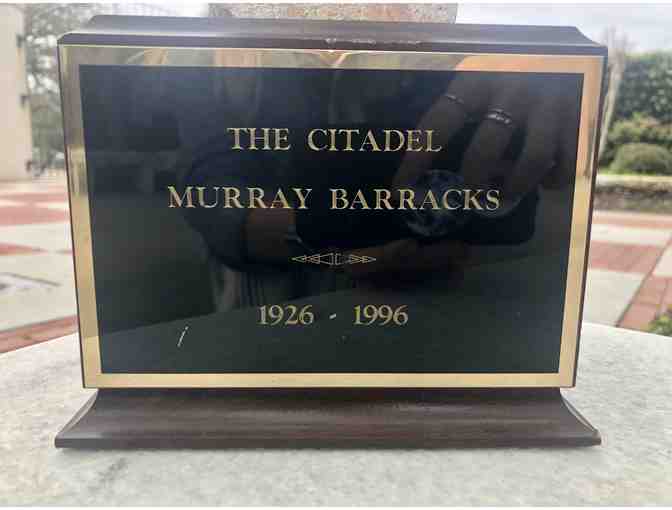 THE CITADEL
MURRAY BARRACKS
1926 - 1996